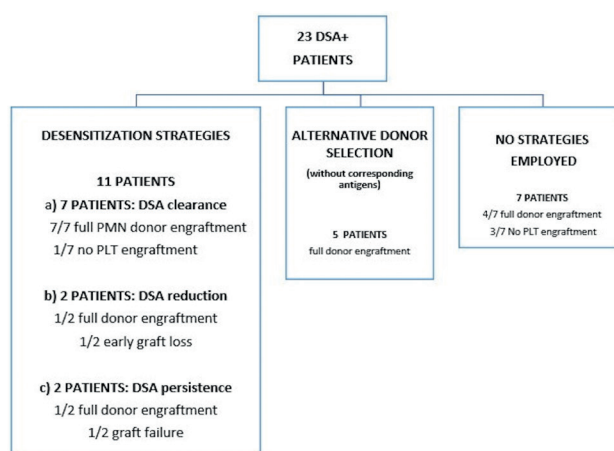 23 DSA+
PATIENTS
DESENSITIZATION STRATEGIES
11 PATIENTS
a) 7 PATIENTS: DSA clearance
7/7 full PMN donor engraftment
1/7 no PLT engraftment
b) 2 PATIENTS: DSA reduction
1/2 full donor engraftment
1/2 early graft loss
c) 2 PATIENTS: DSA persistence
1/2 full donor engraftment
1/2 graft failure
ALTERNATIVE DONOR
SELECTION
(without corresponding
antigens)
5 PATIENTS
full donor engraftment
NO STRATEGIES
EMPLOYED
7 PATIENTS:
4/7 full donor engraftment
3/7 No PLT engraftment